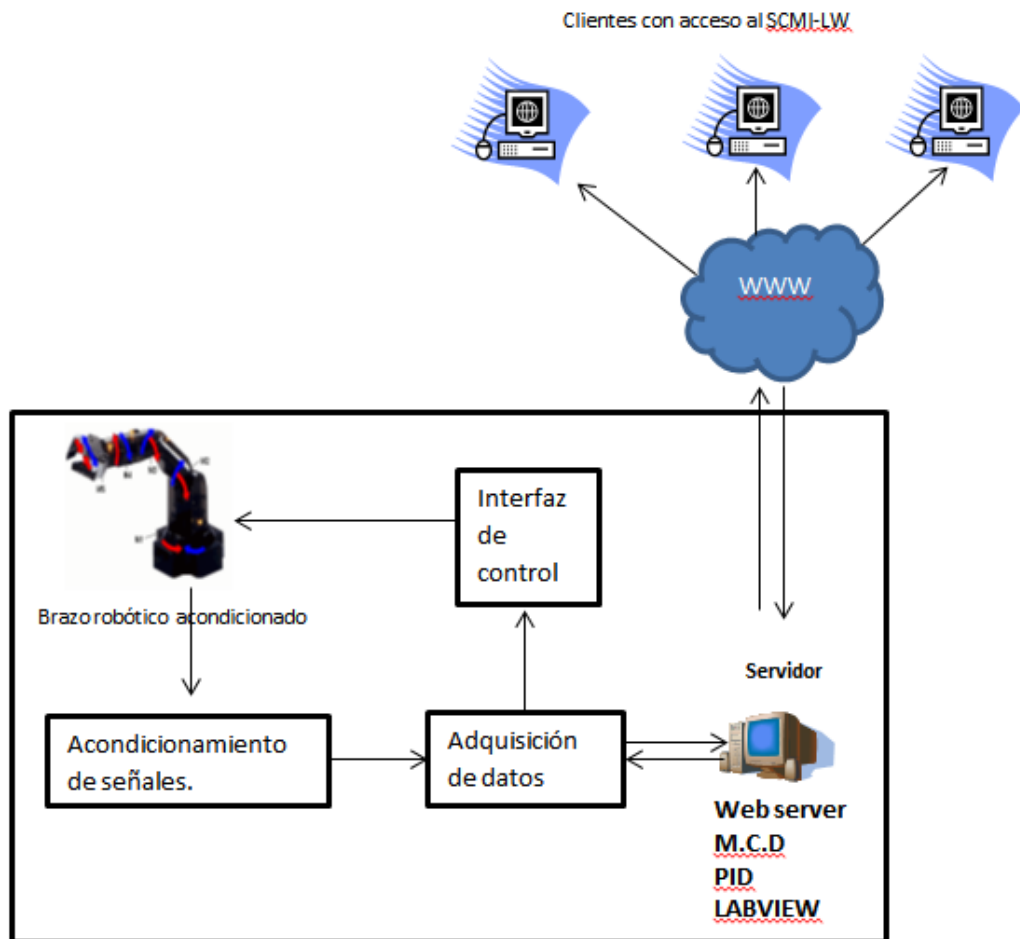 Clientes con acceso al SCMI-LW
WWW
Interfaz
de
control
Brazo robótico acondicionado
Servidor
Acondicionamiento
de señales.
Adquisición
de datos
Web server
M.C.D
PID
LABVIEW